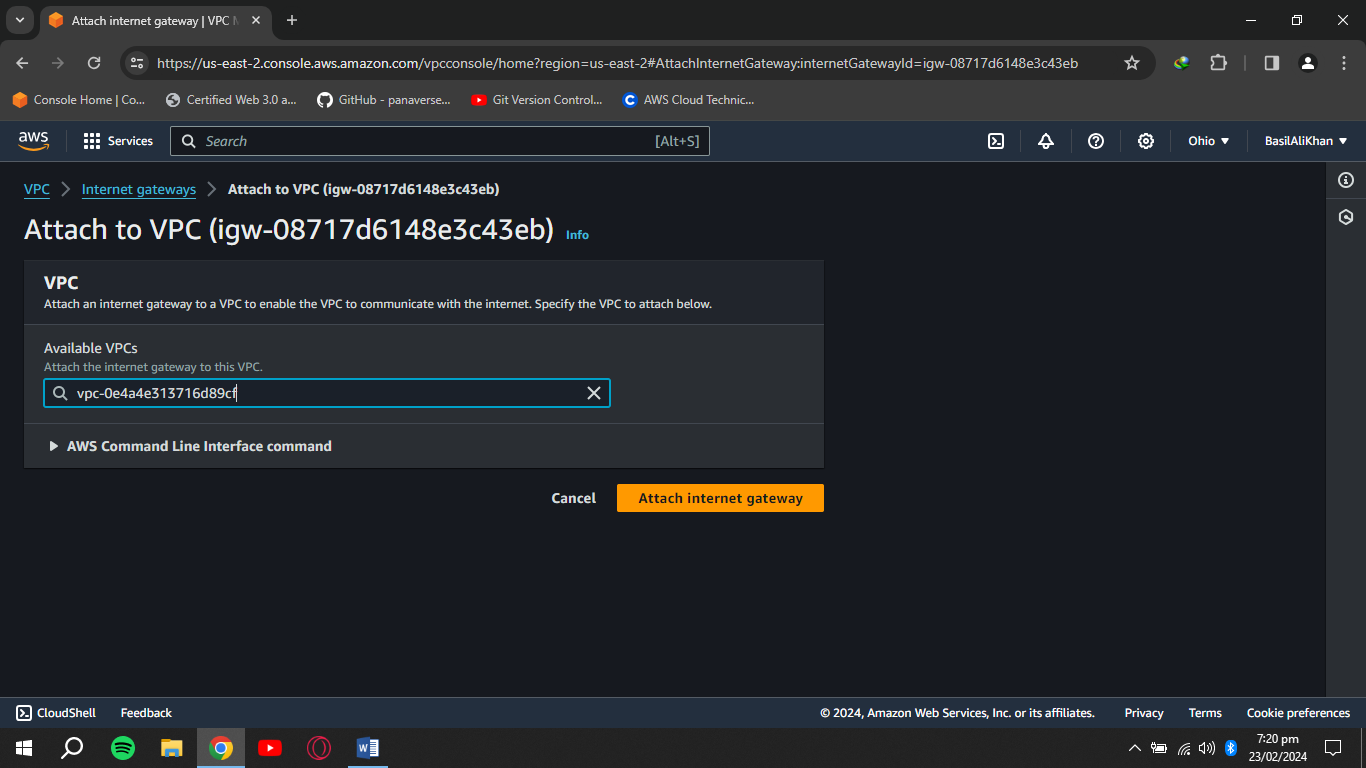 Attach internet gateway | VPC M
https://us-east-2.console.aws.amazon.com/vpcconsole/home?region=us-east-2#AttachInternetGateway:internetGatewayId=igw-08717d6148e3c43eb
Console Home | Co... Certified Web 3.0 a... GitHub - panaverse... Git Version Control... AWS Cloud Technic...
aws Services Search [Alt+S] Ohio BasilAliKhan
VPC Internet gateways Attach to VPC (igw-08717d6148e3c43eb)
Attach to VPC (igw-08717d6148e3c43eb) Info
VPC
Attach an internet gateway to a VPC to enable the VPC to communicate with the internet. Specify the VPC to attach below.
Available VPCs
Attach the internet gateway to this VPC.
vpc-0e4a4e313716d89cf
AWS Command Line Interface command
Cancel Attach internet gateway
CloudShell Feedback © 2024, Amazon Web Services, Inc. or its affiliates. Privacy Terms Cookie preferences
7:20 pm
23/02/2024